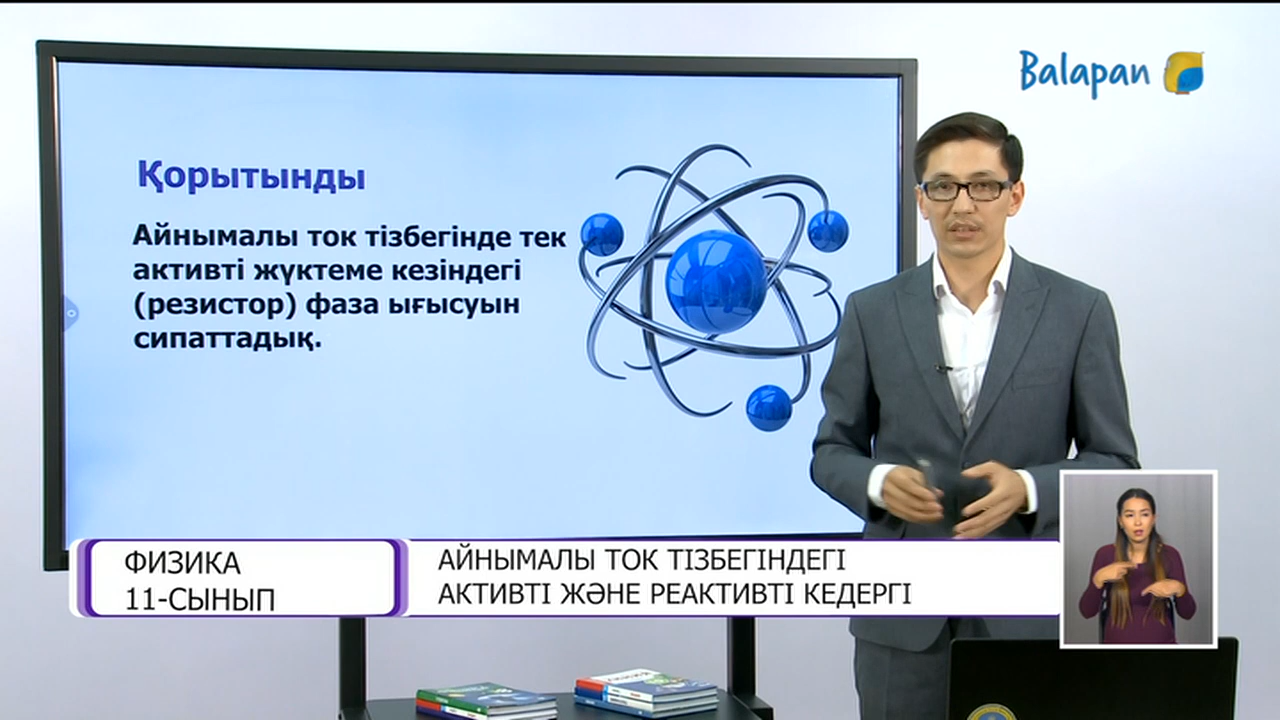 Balapan
Қорытынды
Айнымалы ток тізбегінде тек
активті жүктеме кезіндегі
(резистор) фаза ығысуын
сипаттадық.
ФИЗИКА
11-СЫНЫП
АЙНЫМАЛЫ ТОК ТІЗБЕГІНДЕГІ
АКТИВТІ ЖӘНЕ РЕАКТИВТІ КЕДЕРГІ